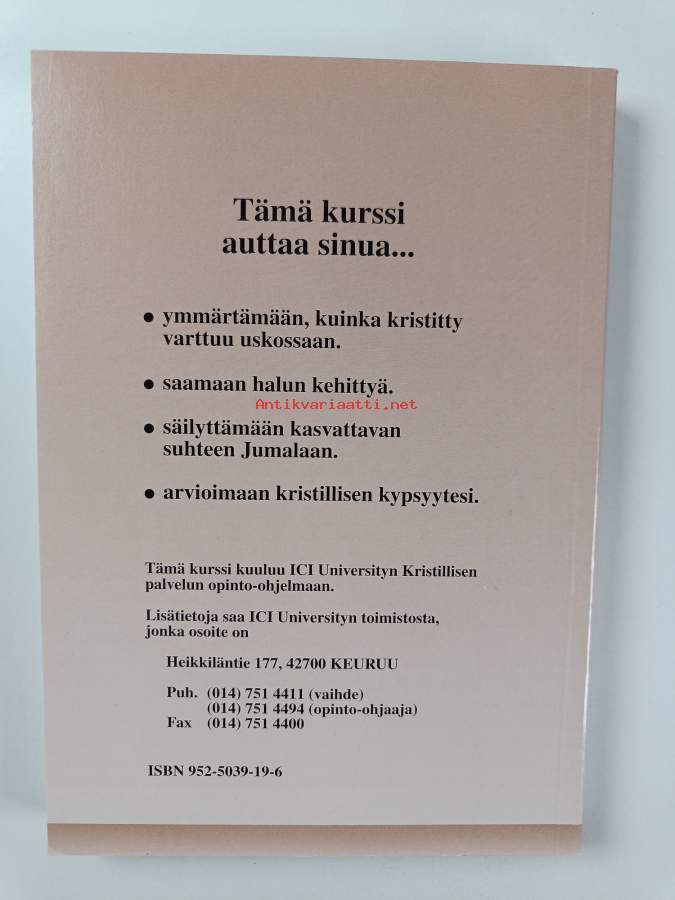 Tämä kurssi
auttaa sinua...
● ymmärtämään, kuinka kristitty
varttuu uskossaan.
● saamaan halun kehittyä.
Antikvariaatti.net
● säilyttämään kasvattavan
suhteen Jumalaan.
● arvioimaan kristillisen kypsyytesi.
Tämä kurssi kuuluu ICI Universityn Kristillisen
palvelun opinto-ohjelmaan.
Lisätietoja saa ICI Universityn toimistosta,
jonka osoite on
Heikkiläntie 177, 42700 KEURUU
Puh. (014) 751 4411 (vaihde)
(014) 751 4494 (opinto-ohjaaja)
Fax (014) 751 4400
ISBN 952-5039-19-6